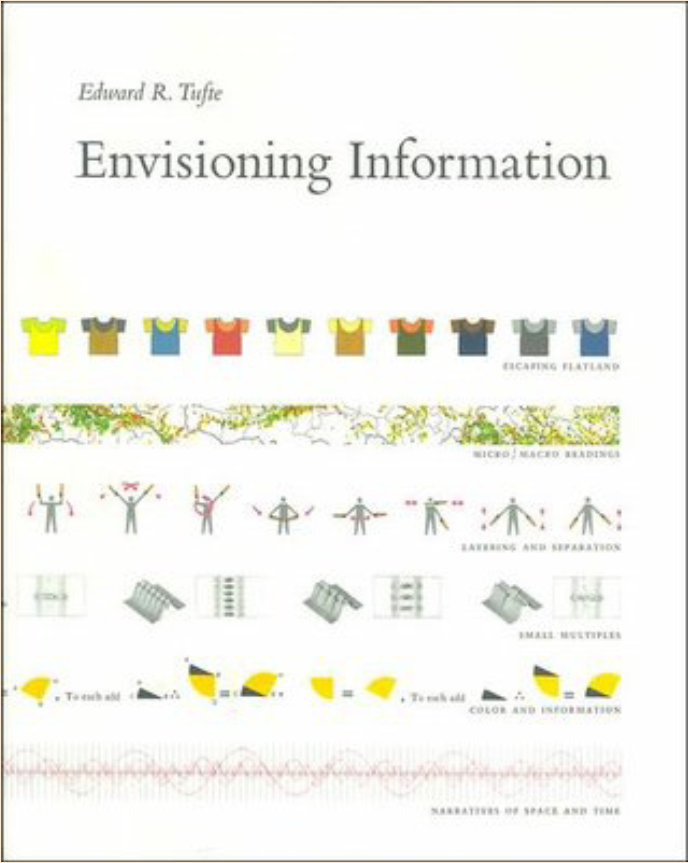 Edward R. Tufte
Envisioning Information
ESCAPING FLATLAND
MICRO / MACRO READINGS
LAYERING AND SEPARATION
SMALL MULTIPLES
To each add
To each add
COLOR AND INFORMATION
NARRATIVES OF SPACE AND TIME